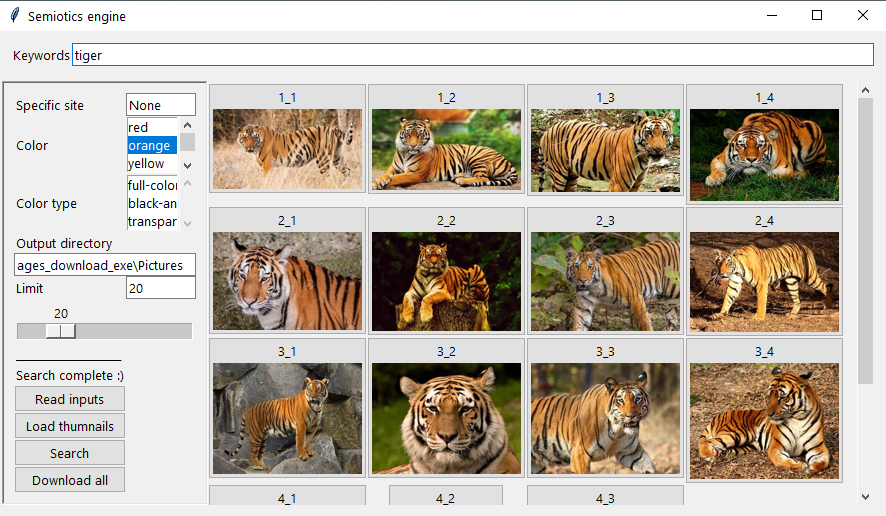 Semiotics engine
Keywords tiger
Specific site None
Color
red
orange
yellow
Color type
full-color
black-an
transpar
Output directory
ages_download_exe\Pictures
Limit 20
20
Search complete :)
Read inputs
Load thumnails
Search
Download all
1_1 1_2 1_3 1_4
2_1 2_2 2_3 2_4
3_1 3_2 3_3 3_4
4_1 4_2 4_3